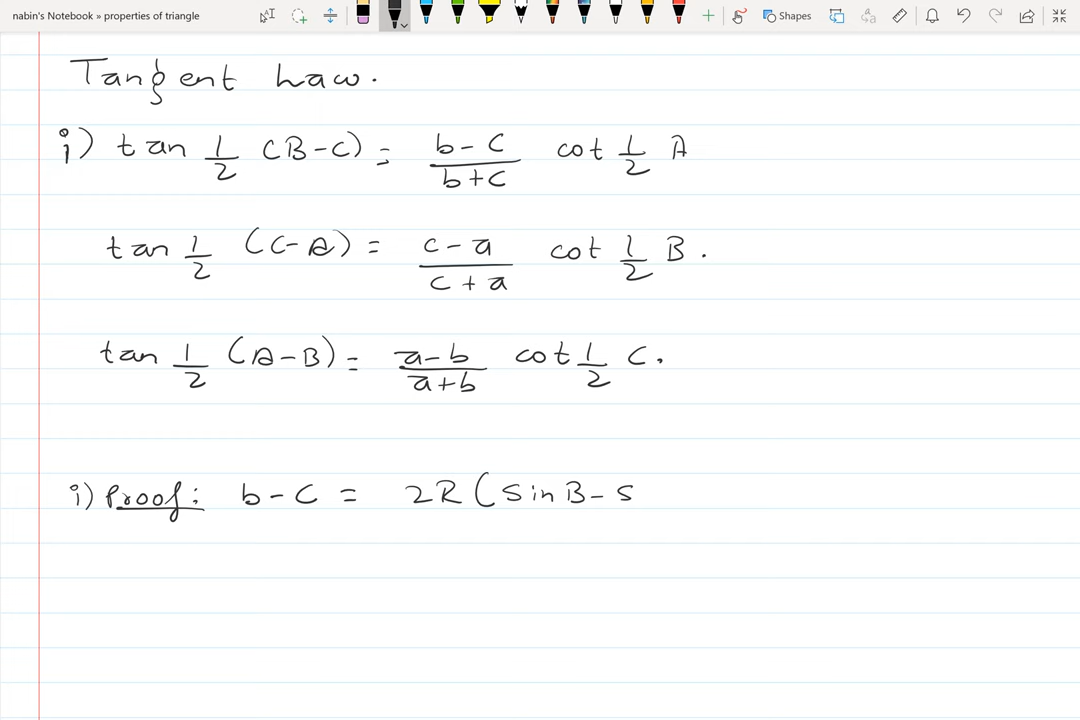 nabin's Notebook » properties of triangle
Shapes
Tangent Law.
i) tan 1/2 (B-C) = b-c/b+c cot 1/2 A
tan 1/2 (C-A) = c-a/c+a cot 1/2 B.
tan 1/2 (A-B) = a-b/a+b cot 1/2 C.
i) Proof: b-c = 2R (sinB-s